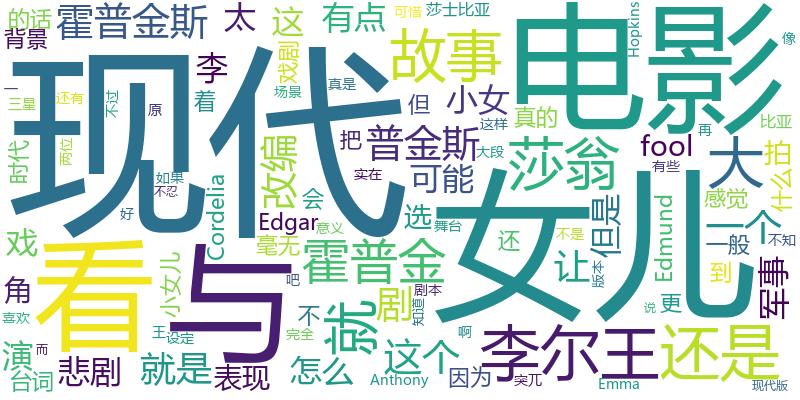 的话
霍普金斯
太
这
有点
可惜
莎士比亚
Hopkins
电影
像
背景
戏剧
故事
李
一
三星
还有
不过
原
着
场景
真是
但
小女
真的
这样
再
比亚
现代
时代
两位
如果
不忍
好
Cordelia
改编
把
普金斯
实在
大段
莎翁
fool
有些
大
拍
什么
可能
感觉
一个
看
与
戏
小女儿
Edgar
毫无
会
意义
选
舞台
还
不是
但是
女儿
Edmund
一般
版本
到
不知
军事
角
喜欢
王
设定
吧
霍普金
就
不
剧
剧本
知道
让
更
说
演
而
台词
悲剧
就是
完全
表现
怎么
Anthony
这个
因为
啊
李尔王
突兀
Emma
还是
现代版